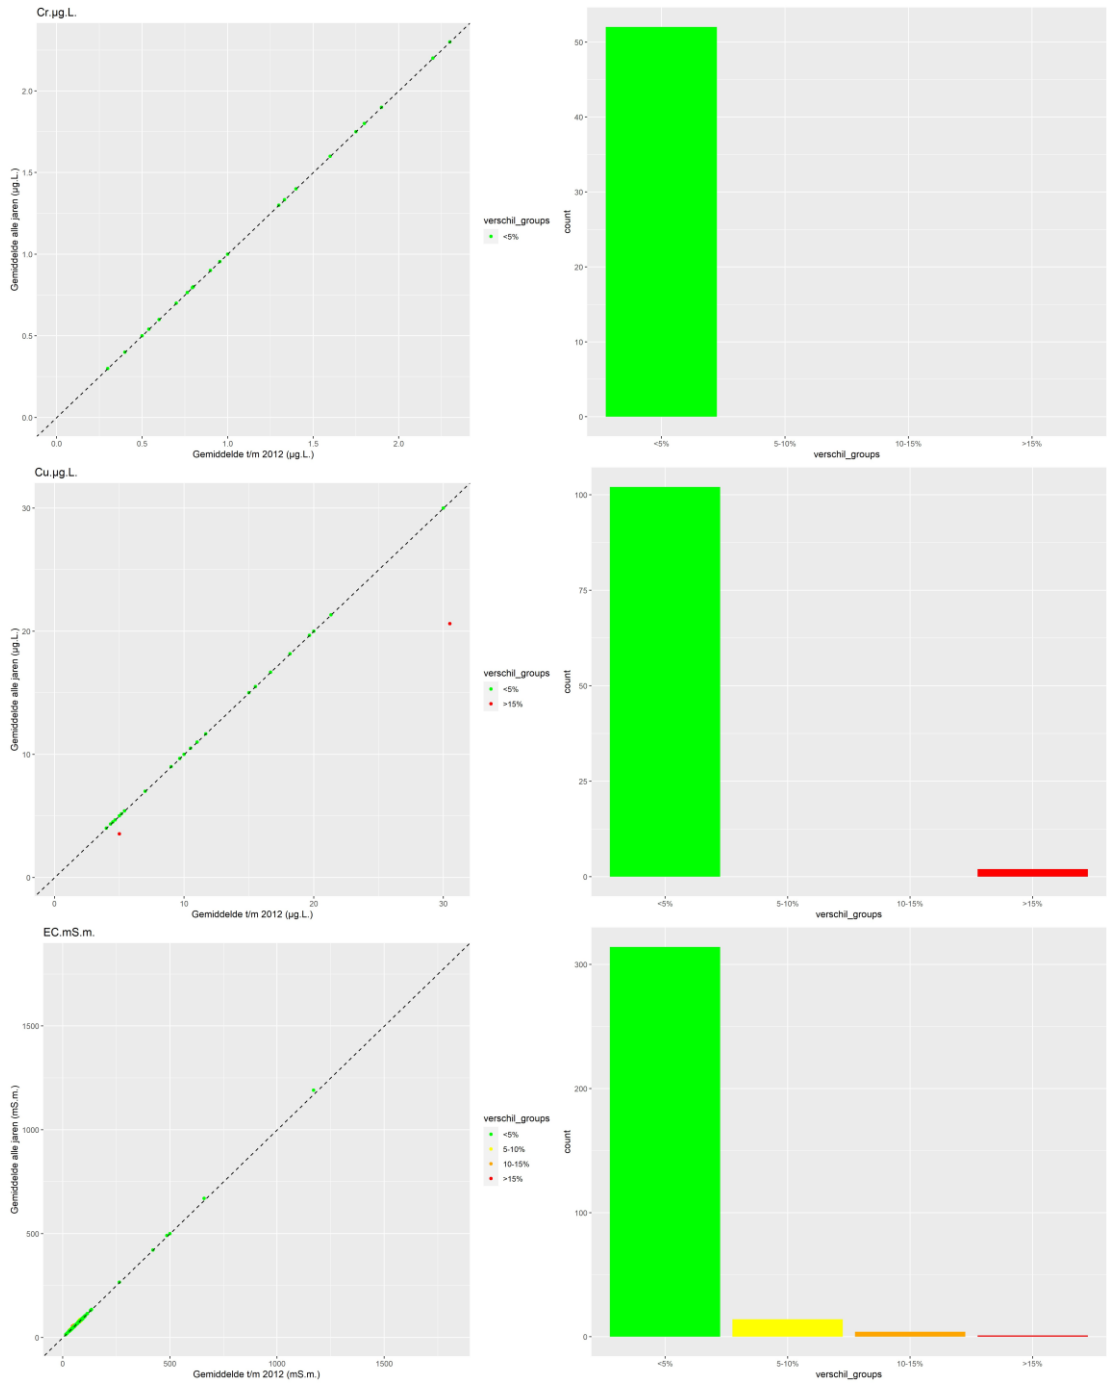 Cr.µg.L.
Gemiddelde alle jaren (µg.L.)
2.0
1.5
1.0
0.5
0.0
0.0 0.5 1.0 1.5 2.0
Gemiddelde t/m 2012 (µg.L.)
verschil_groups
<5%
count
50
40
30
20
10
0
<5% 5-10% 10-15% >15%
verschil_groups
Cu.µg.L.
Gemiddelde alle jaren (µg.L.)
30
20
10
0
0 10 20 30
Gemiddelde t/m 2012 (µg.L.)
verschil_groups
<5%
>15%
count
100
75
50
25
0
<5% 5-10% 10-15% >15%
verschil_groups
EC.mS.m.
Gemiddelde alle jaren (mS.m.)
1500
1000
500
0
0 500 1000 1500
Gemiddelde t/m 2012 (mS.m.)
verschil_groups
<5%
5-10%
10-15%
>15%
count
300
200
100
0
<5% 5-10% 10-15% >15%
verschil_groups